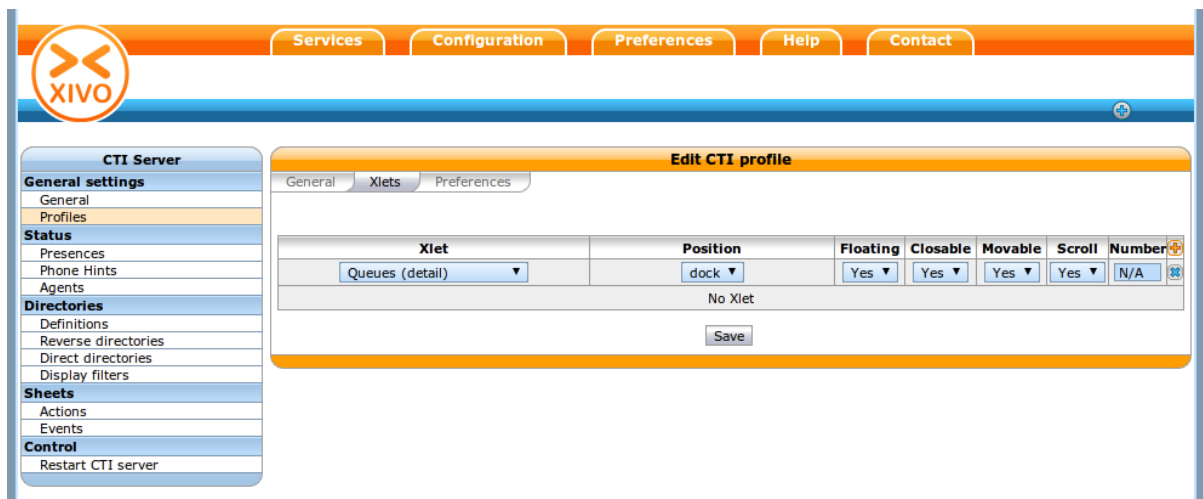 Services Configuration Preferences Help Contact
XIVO
CTI Server
General settings
General
Profiles
Status
Presences
Phone Hints
Agents
Directories
Definitions
Reverse directories
Direct directories
Display filters
Sheets
Actions
Events
Control
Restart CTI server
Edit CTI profile
General Xlets Preferences
Xlet Position Floating Closable Movable Scroll Number
Queues (detail) dock Yes Yes Yes Yes N/A
No Xlet
Save